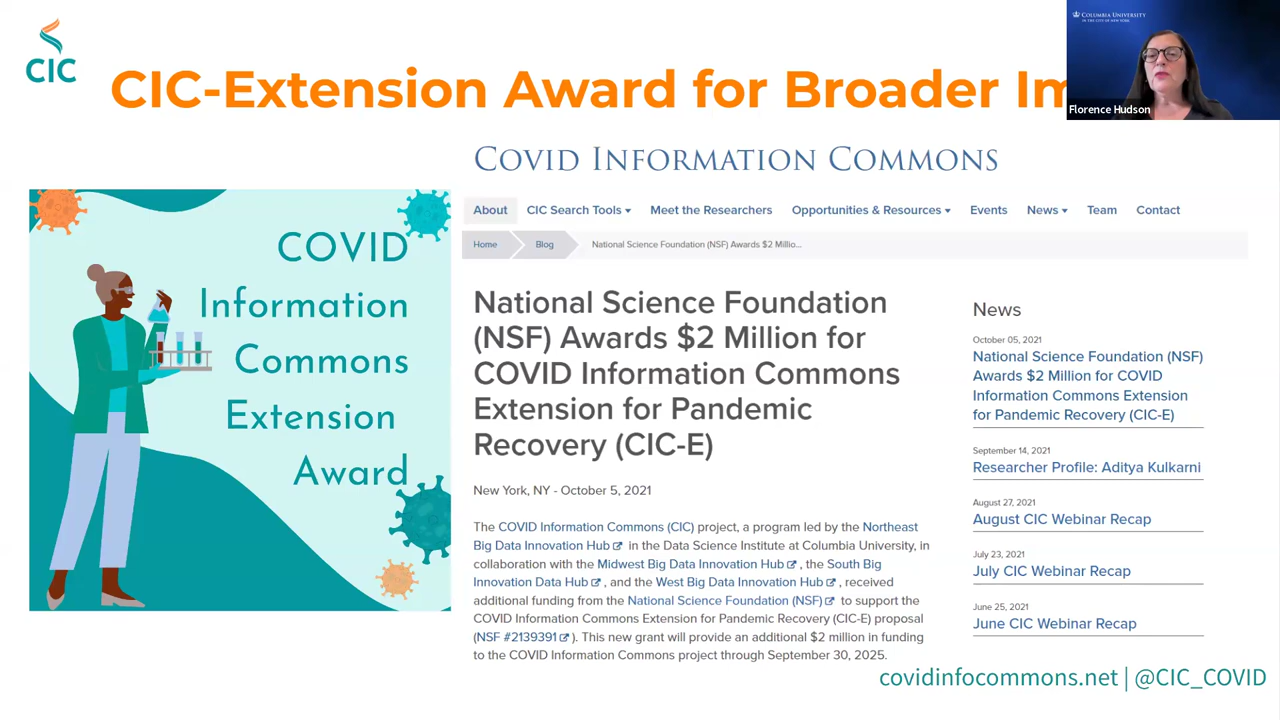 CIC
CIC-Extension Award for Broader Im
COLUMBIA UNIVERSITY
IN THE CITY OF NEW YORK
Florence Hudson
COVID INFORMATION COMMONS
About CIC Search Tools Meet the Researchers Opportunities & Resources Events News Team Contact
Home Blog National Science Foundation (NSF) Awards $2 Millio...
COVID
Information
Commons
Extension
Award
National Science Foundation
(NSF) Awards $2 Million for
COVID Information Commons
Extension for Pandemic
Recovery (CIC-E)
New York, NY - October 5, 2021
The COVID Information Commons (CIC) project, a program led by the Northeast
Big Data Innovation Hub in the Data Science Institute at Columbia University, in
collaboration with the Midwest Big Data Innovation Hub, the South Big
Innovation Data Hub, and the West Big Data Innovation Hub, received
additional funding from the National Science Foundation (NSF) to support the
COVID Information Commons Extension for Pandemic Recovery (CIC-E) proposal
(NSF #2139391). This new grant will provide an additional $2 million in funding
to the COVID Information Commons project through September 30, 2025.
News
October 05, 2021
National Science Foundation (NSF)
Awards $2 Million for COVID
Information Commons Extension
for Pandemic Recovery (CIC-E)
September 14, 2021
Researcher Profile: Aditya Kulkarni
August 27, 2021
August CIC Webinar Recap
July 23, 2021
July CIC Webinar Recap
June 25, 2021
June CIC Webinar Recap
covidinfocommons.net | @CIC_COVID